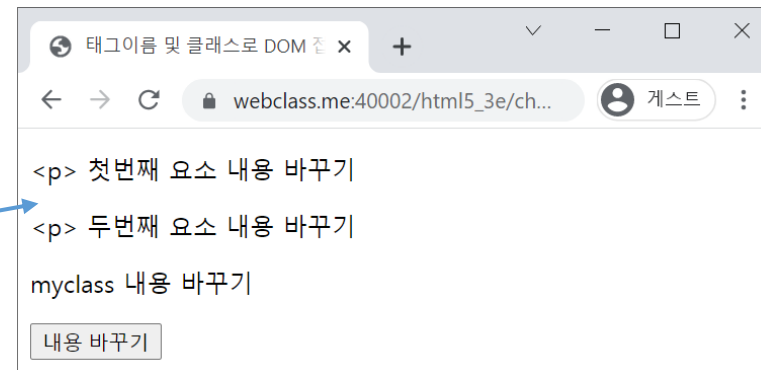 태그이름 및 클래스로 DOM
webclass.me:40002/html5_3e/ch...
게스트
<p> 첫번째 요소 내용 바꾸기
<p> 두번째 요소 내용 바꾸기
myclass 내용 바꾸기
내용 바꾸기